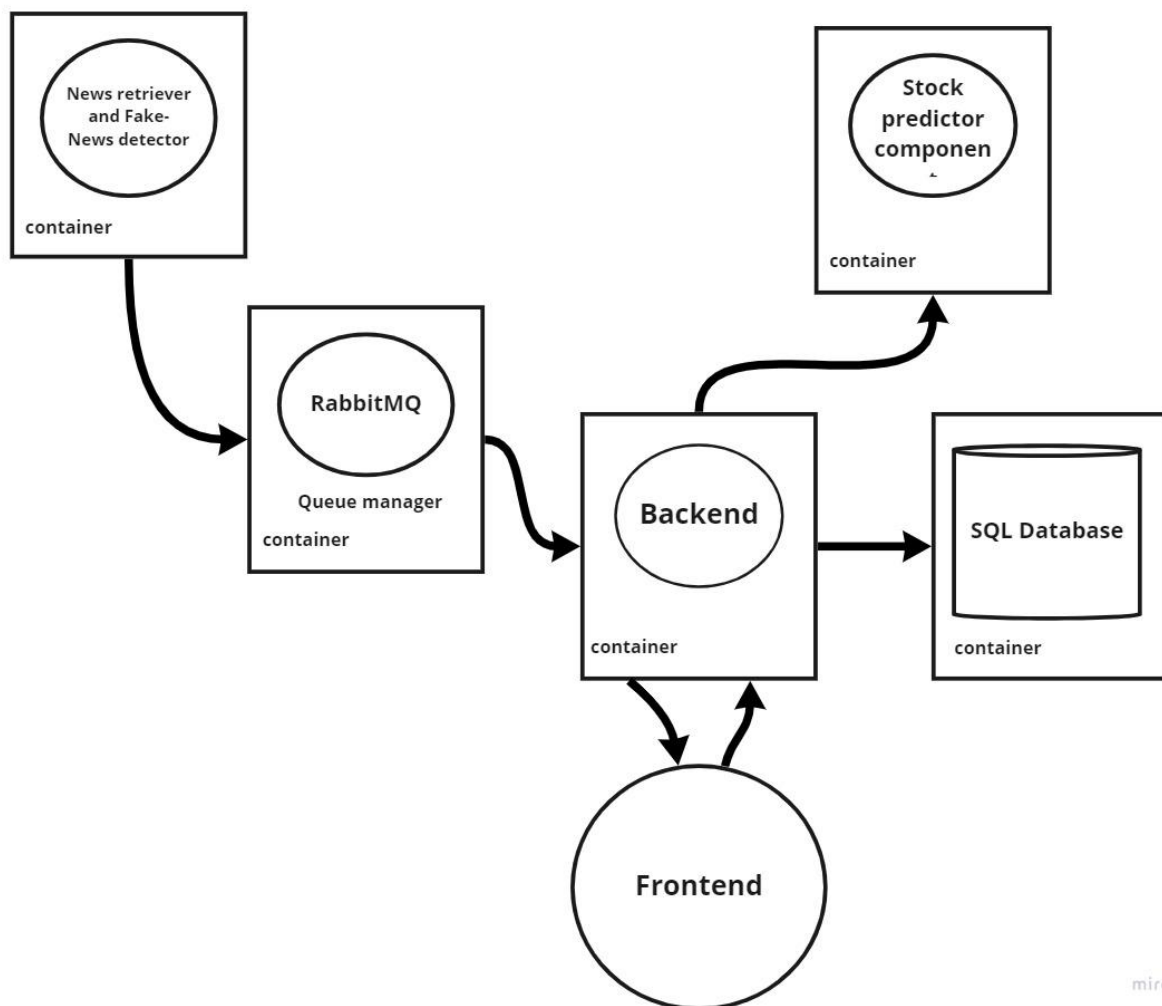 News retriever
and Fake-
News detector
container
Stock
predictor
componen
container
RabbitMQ
Queue manager
container
Backend
container
SQL Database
container
Frontend